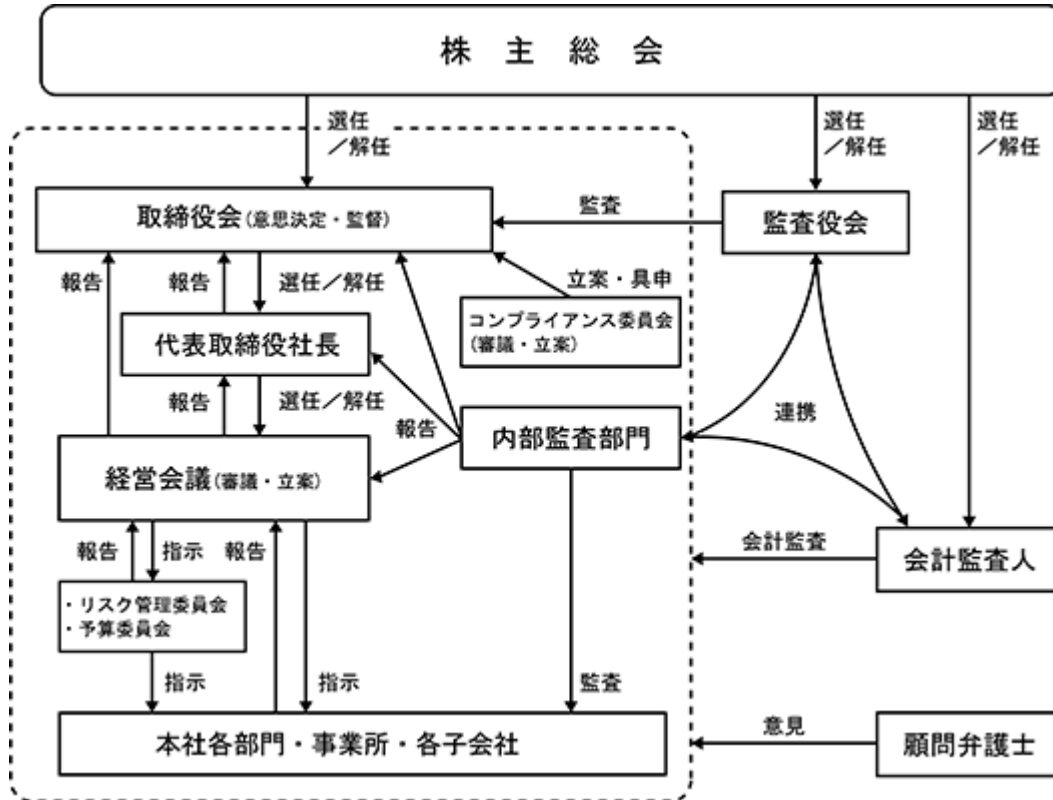 株主総会
選任
／解任
選任
／解任
選任
／解任
取締役会(意思決定・監督)
監査
監査役会
報告
報告
選任／解任
立案・具申
コンプライアンス委員会
(審議・立案)
代表取締役社長
報告
選任／解任
報告
内部監査部門
連携
経営会議(審議・立案)
報告
指示
報告
会計監査
会計監査人
・リスク管理委員会
・予算委員会
指示
指示
監査
本社各部門・事業所・各子会社
意見
顧問弁護士